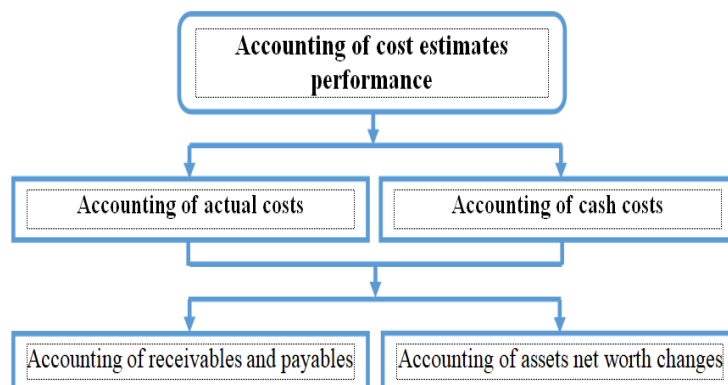 Accounting of cost estimates
performance
Accounting of actual costs
Accounting of cash costs
Accounting of receivables and payables
Accounting of assets net worth changes